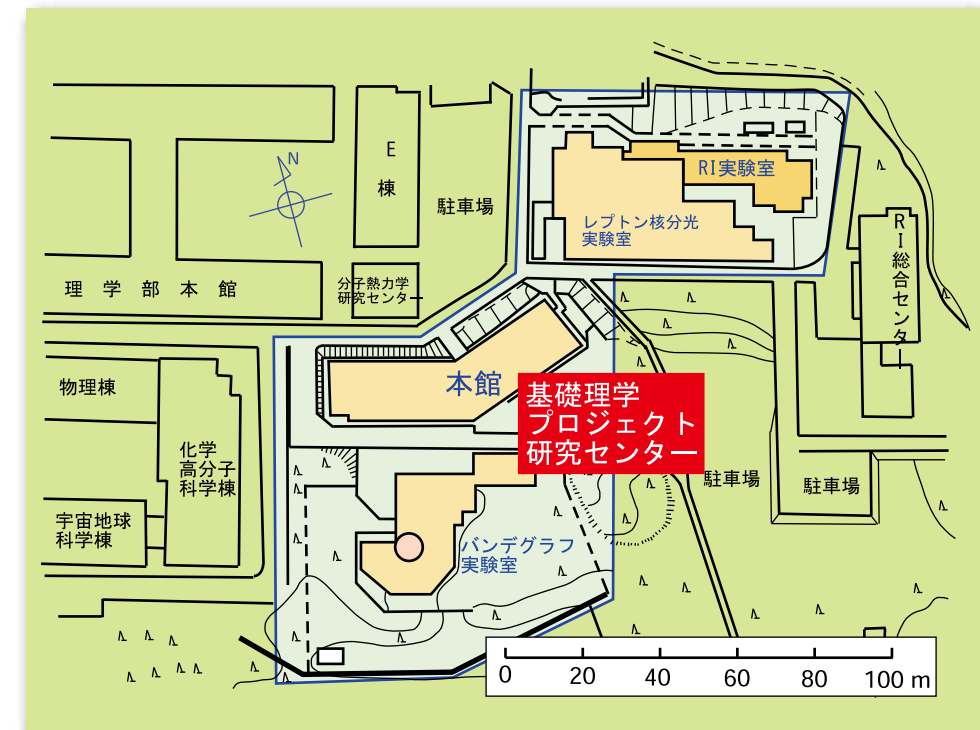 N
E
棟
駐車場
RI実験室
レプトン核分光
実験室
RI総合センター
理学部本館
分子熱力学
研究センター
物理棟
本館
基礎理学
プロジェクト
研究センター
化学
高分子
科学棟
駐車場
駐車場
宇宙地球
科学棟
バンデグラフ
実験室
0 20 40 60 80 100 m